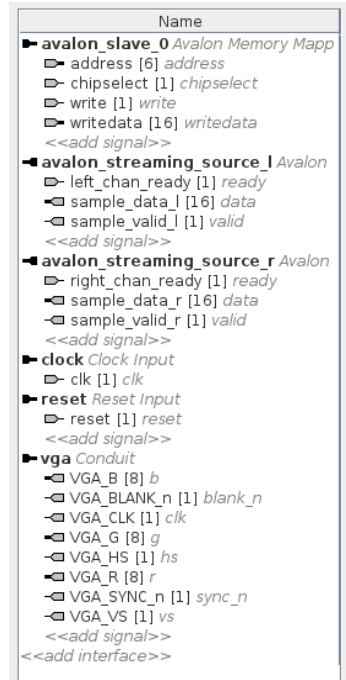 Name
avalon_slave_0 Avalon Memory Mapp
address [6] address
chipselect [1] chipselect
write [1] write
writedata [16] writedata
<<add signal>>
avalon_streaming_source_l Avalon
left_chan_ready [1] ready
sample_data_l [16] data
sample_valid_l [1] valid
<<add signal>>
avalon_streaming_source_r Avalon
right_chan_ready [1] ready
sample_data_r [16] data
sample_valid_r [1] valid
<<add signal>>
clock Clock Input
clk [1] clk
reset Reset Input
reset [1] reset
<<add signal>>
vga Conduit
VGA_B [8] b
VGA_BLANK_n [1] blank_n
VGA_CLK [1] clk
VGA_G [8] g
VGA_HS [1] hs
VGA_R [8] r
VGA_SYNC_n [1] sync_n
VGA_VS [1] vs
<<add signal>>
<<add interface>>